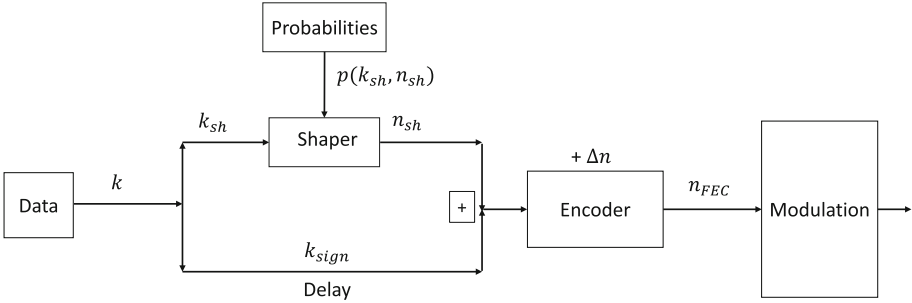 Probabilities
p(k_sh, n_sh)
k_sh
Shaper
n_sh
+ Δn
Data
k
+
Encoder
n_FEC
Modulation
k_sign
Delay